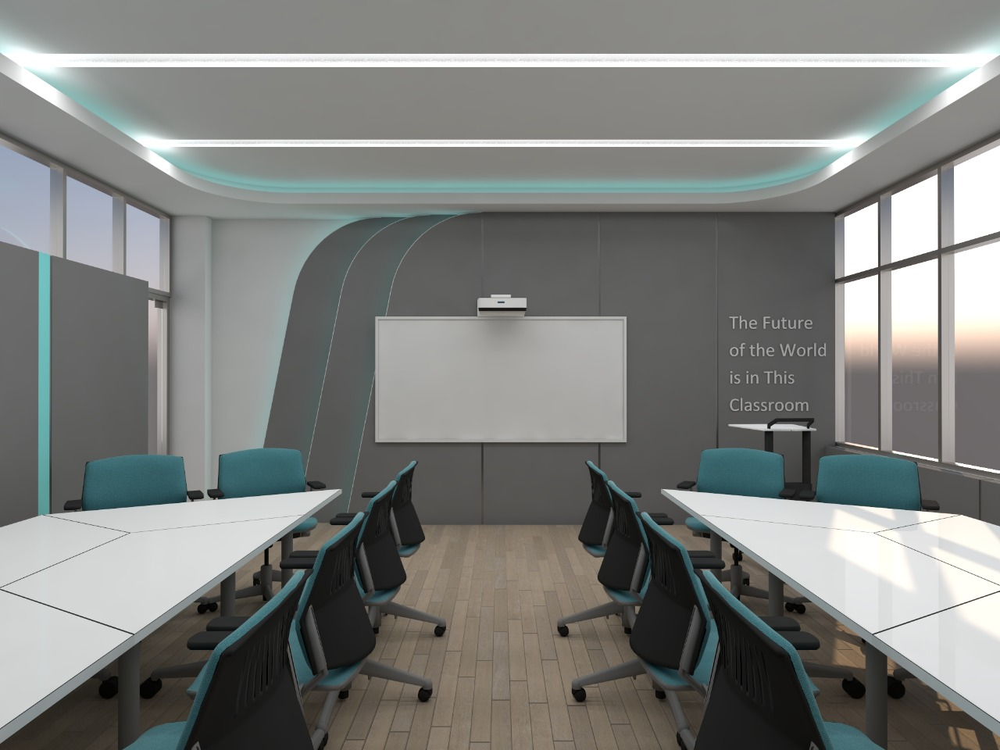 The Future
of the World
is in This
Classroom